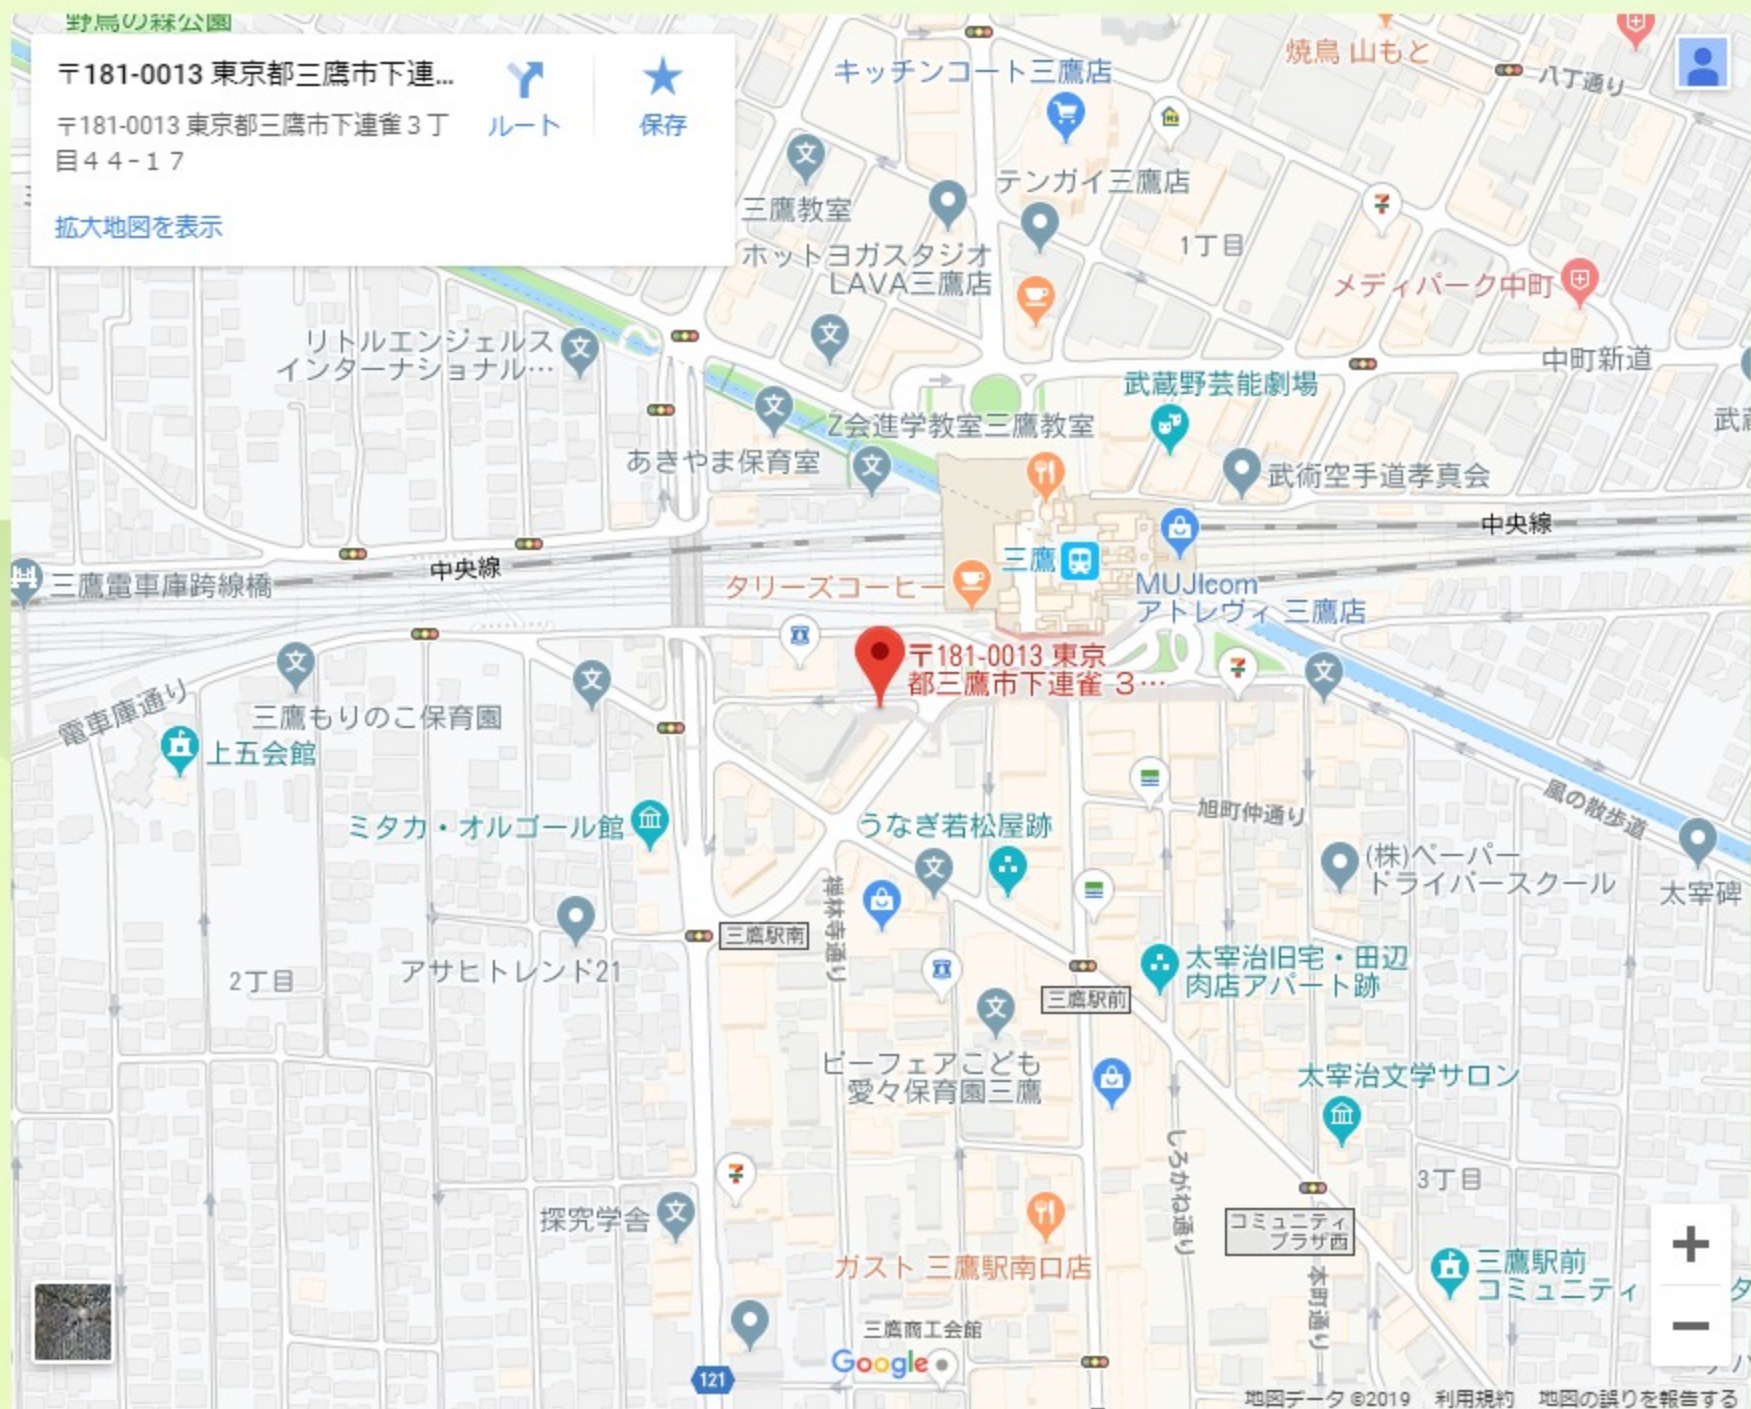 野鳥の森公園
〒181-0013 東京都三鷹市下連...
〒181-0013 東京都三鷹市下連雀３丁
目４４−１７
ルート
保存
拡大地図を表示
焼鳥 山もと
八丁通り
キッチンコート三鷹店
テンガイ三鷹店
三鷹教室
1丁目
ホットヨガスタジオ
LAVA三鷹店
メディパーク中町
リトルエンジェルス
インターナショナル…
中町新道
武蔵野芸能劇場
Z会進学教室三鷹教室
あきやま保育室
武術空手道孝真会
中央線
中央線
三鷹
三鷹電車庫跨線橋
タリーズコーヒー
MUJIcom
アトレヴィ 三鷹店
〒181-0013 東京
都三鷹市下連雀 ３…
電車庫通り
三鷹もりのこ保育園
上五会館
ミタカ・オルゴール館
うなぎ若松屋跡
旭町仲通り
風の散歩道
(株)ペーパー
ドライバースクール
太宰碑
禅林寺通り
三鷹駅南
アサヒトレンド21
2丁目
太宰治旧宅・田辺
肉店アパート跡
三鷹駅前
ピーフェアこども
愛々保育園三鷹
太宰治文学サロン
しろがね通り
3丁目
探究学舎
コミュニティ
プラザ西
ガスト 三鷹駅南口店
三鷹駅前
コミュニティ
本町通り
三鷹商工会館
Google
121
地図データ ©2019 利用規約 地図の誤りを報告する